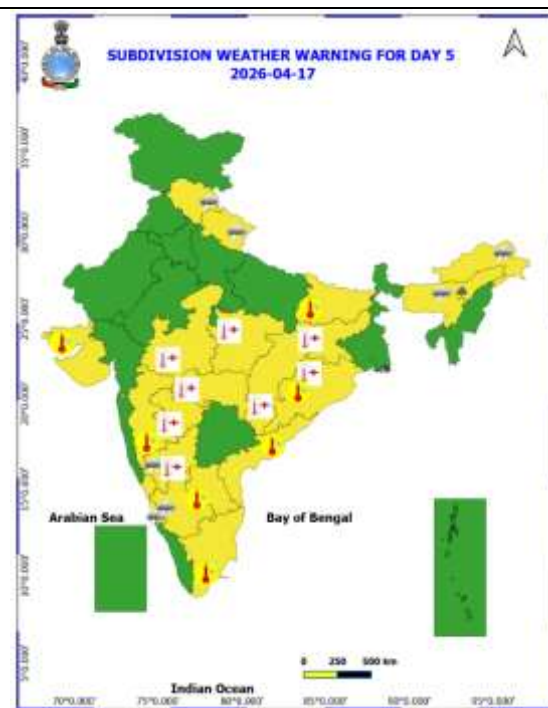 SUBDIVISION WEATHER WARNING FOR DAY 5
2026-04-17
Arabian Sea
Bay of Bengal
0 250 500 km
Indian Ocean
70°0.000' 75°0.000' 80°0.000' 85°0.000' 90°0.000' 95°0.000'